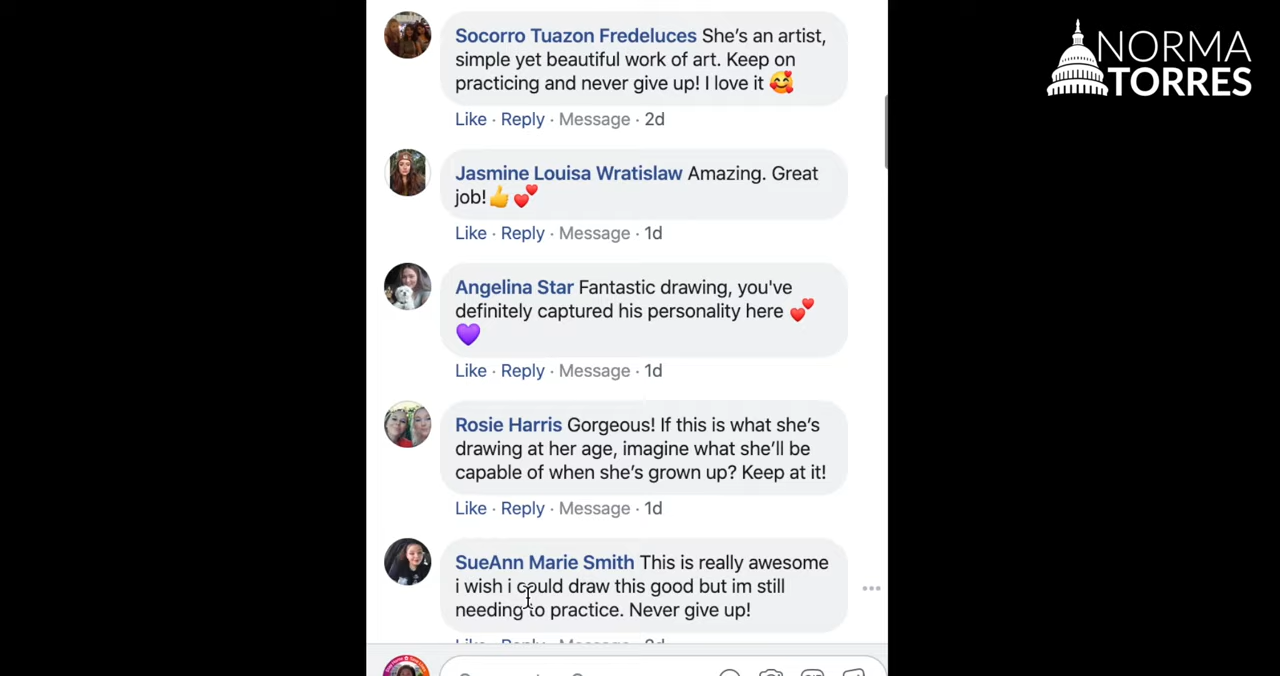 NORMA
TORRES
Socorro Tuazon Fredeluces She's an artist,
simple yet beautiful work of art. Keep on
practicing and never give up! I love it 🥰
Like · Reply · Message · 2d
Jasmine Louisa Wratislaw Amazing. Great
job!👍💕
Like · Reply · Message · 1d
Angelina Star Fantastic drawing, you've
definitely captured his personality here 💕
💜
Like · Reply · Message · 1d
Rosie Harris Gorgeous! If this is what she's
drawing at her age, imagine what she'll be
capable of when she's grown up? Keep at it!
Like · Reply · Message · 1d
SueAnn Marie Smith This is really awesome
i wish i could draw this good but im still
needing to practice. Never give up!
Like · Reply · Message · 2d